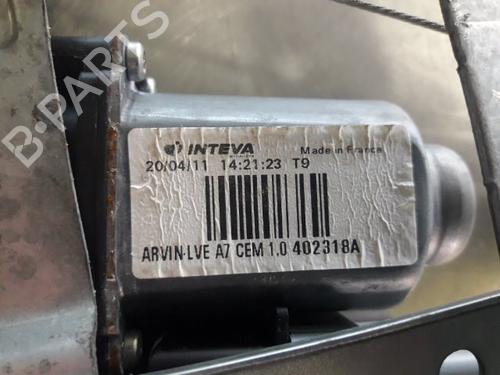 B-PARTS
INTEVA
Made in France
20/04/11 14:21:23 T9
ARVIN-LVE A7 CEM 1.0 402318A